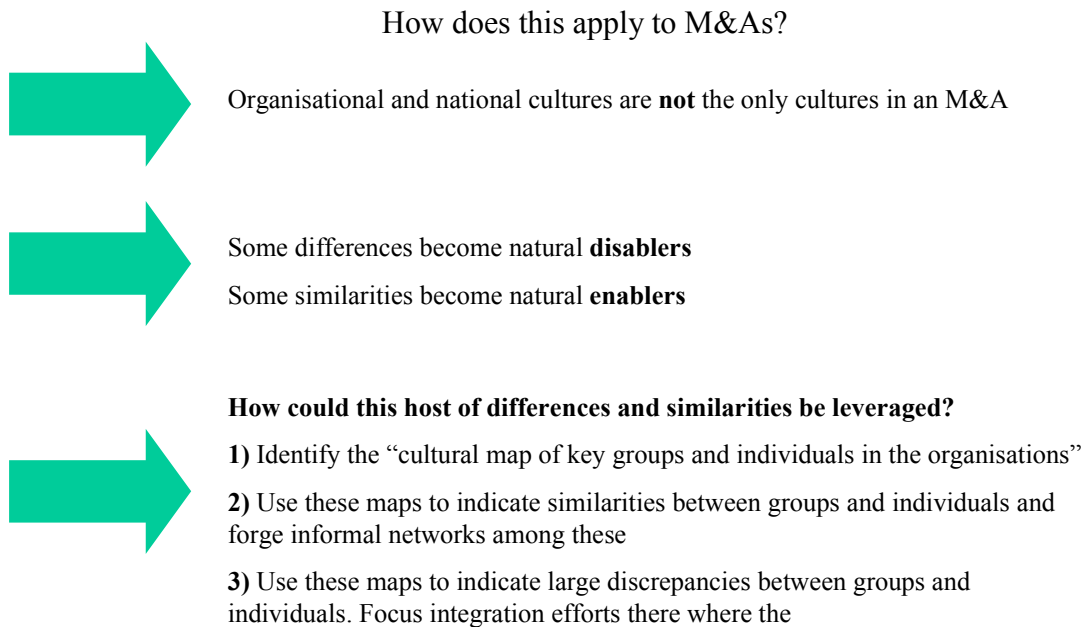 How does this apply to M&As?
Organisational and national cultures are not the only cultures in an M&A
Some differences become natural disablers
Some similarities become natural enablers
How could this host of differences and similarities be leveraged?
1) Identify the “cultural map of key groups and individuals in the organisations”
2) Use these maps to indicate similarities between groups and individuals and
forge informal networks among these
3) Use these maps to indicate large discrepancies between groups and
individuals. Focus integration efforts there where the